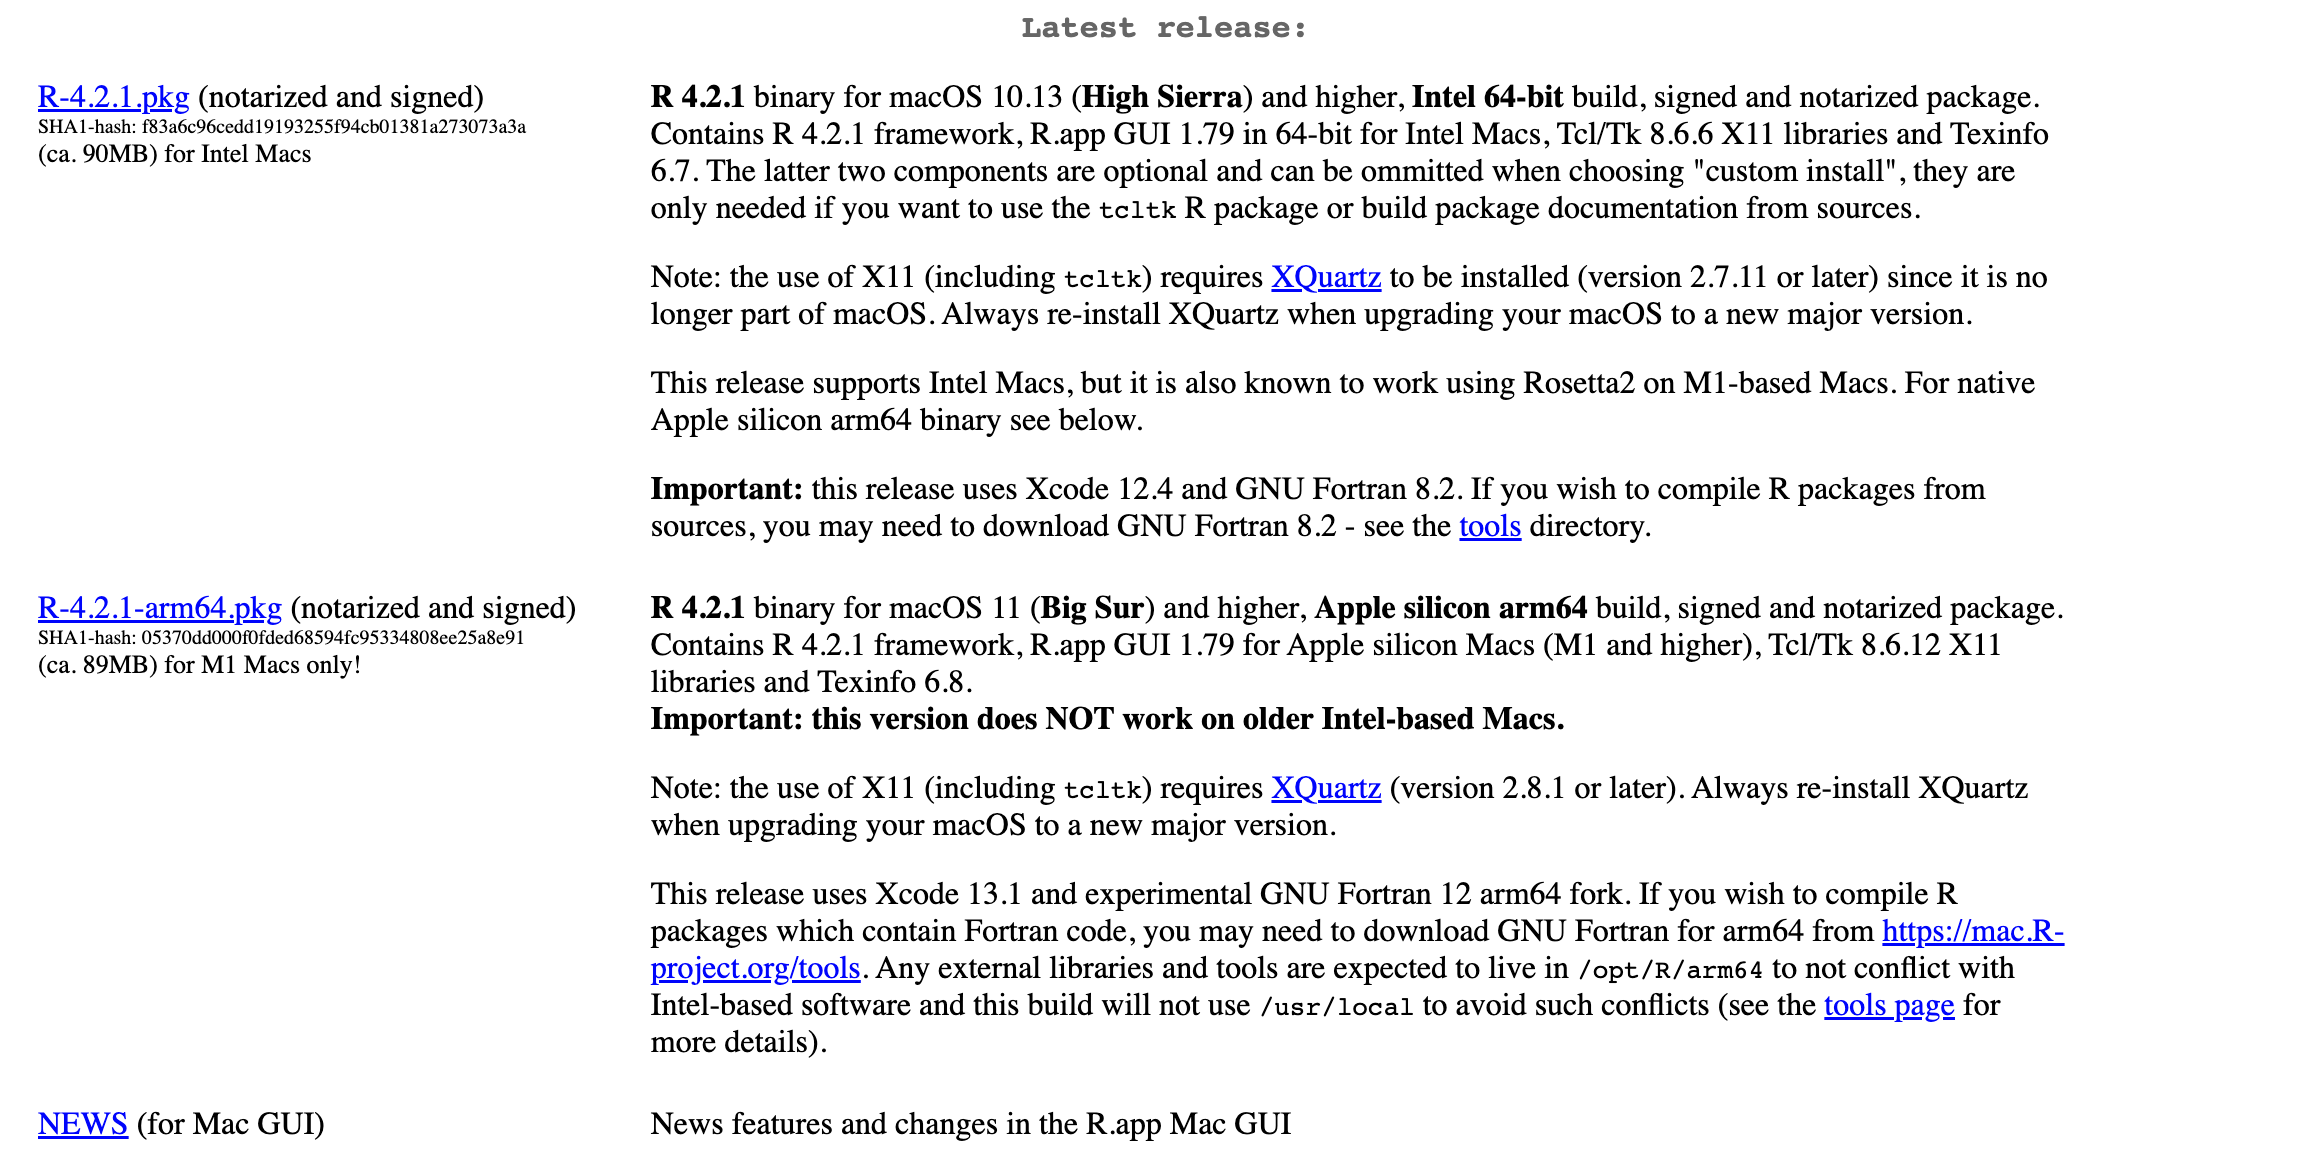 Latest release:
R-4.2.1.pkg (notarized and signed)
SHA1-hash: f83a6c96cedd19193255f94cb01381a273073a3a
(ca. 90MB) for Intel Macs
R 4.2.1 binary for macOS 10.13 (High Sierra) and higher, Intel 64-bit build, signed and notarized package.
Contains R 4.2.1 framework, R.app GUI 1.79 in 64-bit for Intel Macs, Tcl/Tk 8.6.6 X11 libraries and Texinfo
6.7. The latter two components are optional and can be ommitted when choosing "custom install", they are
only needed if you want to use the tcltk R package or build package documentation from sources.
Note: the use of X11 (including tcltk) requires XQuartz to be installed (version 2.7.11 or later) since it is no
longer part of macOS. Always re-install XQuartz when upgrading your macOS to a new major version.
This release supports Intel Macs, but it is also known to work using Rosetta2 on M1-based Macs. For native
Apple silicon arm64 binary see below.
Important: this release uses Xcode 12.4 and GNU Fortran 8.2. If you wish to compile R packages from
sources, you may need to download GNU Fortran 8.2 - see the tools directory.
R-4.2.1-arm64.pkg (notarized and signed)
SHA1-hash: 05370dd000f0fded68594fc95334808ee25a8e91
(ca. 89MB) for M1 Macs only!
R 4.2.1 binary for macOS 11 (Big Sur) and higher, Apple silicon arm64 build, signed and notarized package.
Contains R 4.2.1 framework, R.app GUI 1.79 for Apple silicon Macs (M1 and higher), Tcl/Tk 8.6.12 X11
libraries and Texinfo 6.8.
Important: this version does NOT work on older Intel-based Macs.
Note: the use of X11 (including tcltk) requires XQuartz (version 2.8.1 or later). Always re-install XQuartz
when upgrading your macOS to a new major version.
This release uses Xcode 13.1 and experimental GNU Fortran 12 arm64 fork. If you wish to compile R
packages which contain Fortran code, you may need to download GNU Fortran for arm64 from https://mac.R-
project.org/tools. Any external libraries and tools are expected to live in /opt/R/arm64 to not conflict with
Intel-based software and this build will not use /usr/local to avoid such conflicts (see the tools page for
more details).
NEWS (for Mac GUI)
News features and changes in the R.app Mac GUI